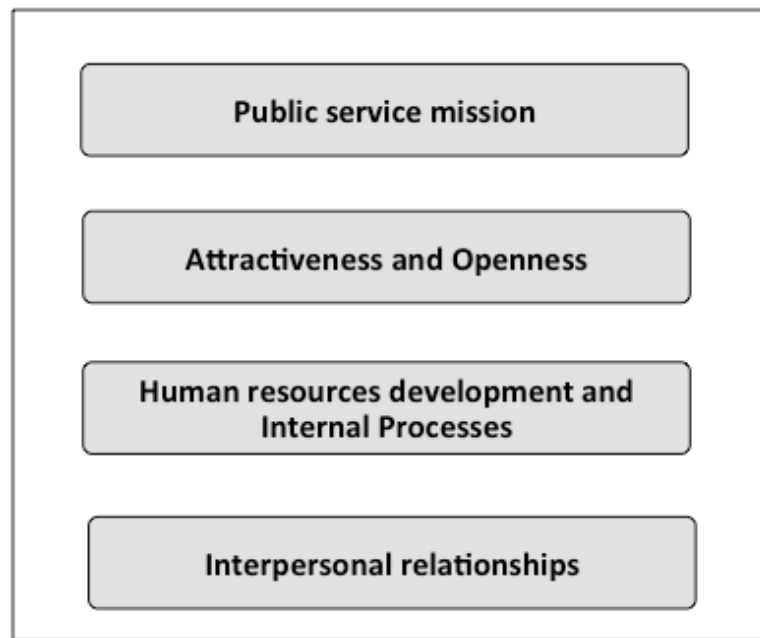 Public service mission
Attractiveness and Openness
Human resources development and
Internal Processes
Interpersonal relationships